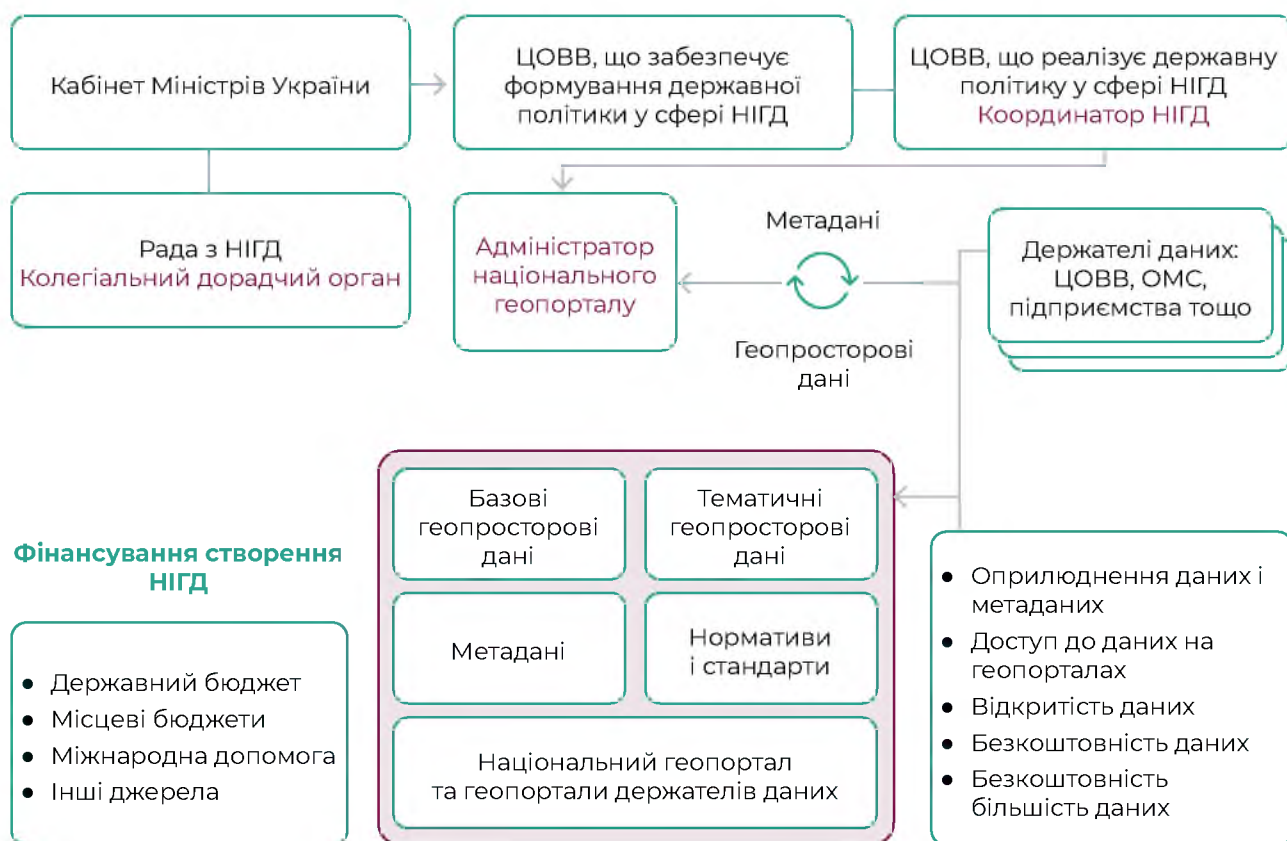 Кабінет Міністрів України
ЦОВВ, що забезпечує
формування державної
політики у сфері НІГД
ЦОВВ, що реалізує державну
політику у сфері НІГД
Координатор НІГД
Рада з НІГД
Колегіальний дорадчий орган
Адміністратор
національного
геопорталу
Метадані
Геопросторові
дані
Держателі даних:
ЦОВВ, ОМС,
підприємства тощо
Базові
геопросторові
дані
Тематичні
геопросторові
дані
Метадані
Нормативи
і стандарти
Національний геопортал
та геопортали держателів даних
Фінансування створення
НІГД
● Державний бюджет
● Місцеві бюджети
● Міжнародна допомога
● Інші джерела
● Оприлюднення даних і
метаданих
● Доступ до даних на
геопорталах
● Відкритість даних
● Безкоштовність даних
● Безкоштовність
більшість даних